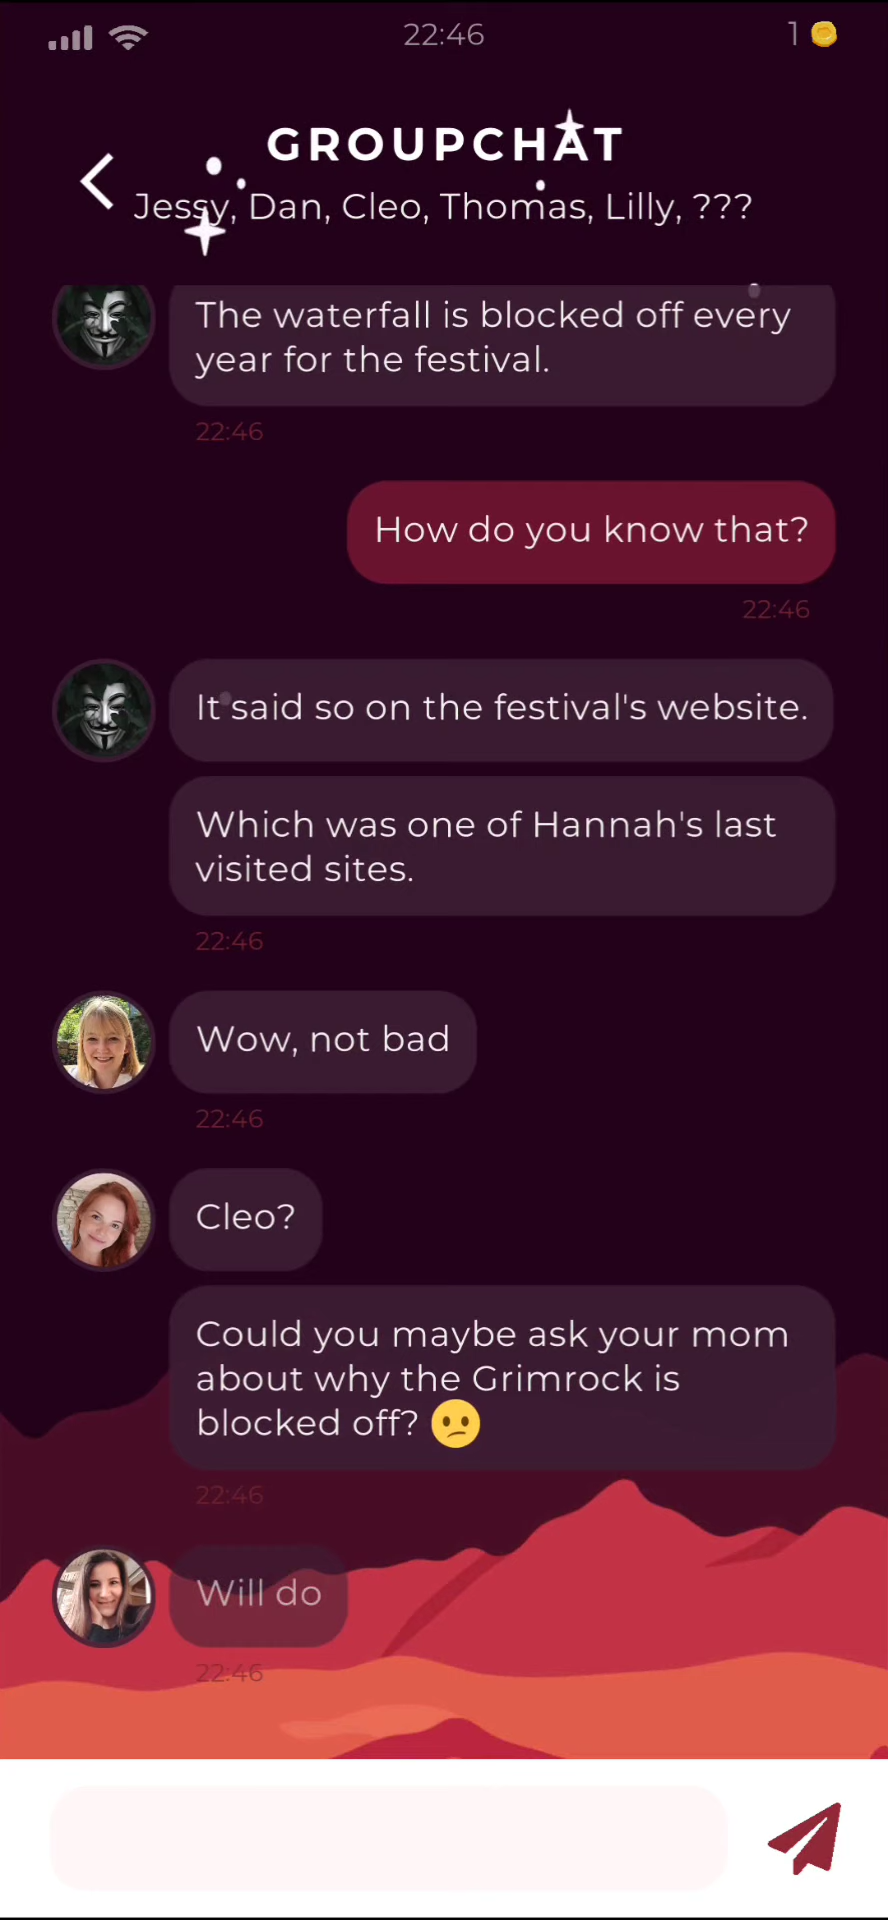 22:46
1
GROUPCHAT
Jessy, Dan, Cleo, Thomas, Lilly, ???
The waterfall is blocked off every
year for the festival.
22:46
How do you know that?
22:46
It said so on the festival's website.
Which was one of Hannah's last
visited sites.
22:46
Wow, not bad
22:46
Cleo?
Could you maybe ask your mom
about why the Grimrock is
blocked off? 😕
22:46
Will do
22:46